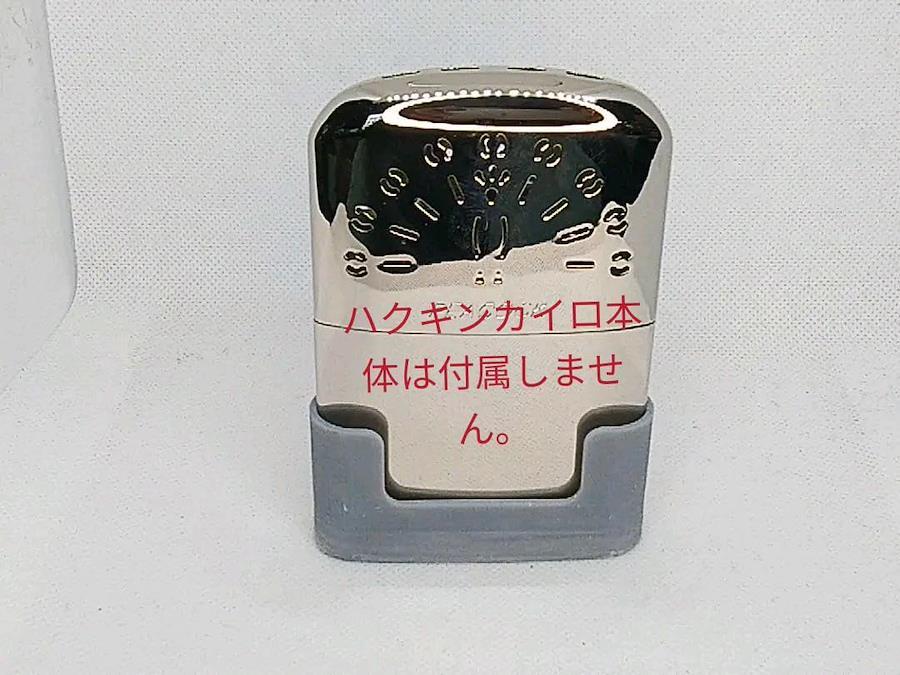 ハクキンカイロ本
体は付属しませ
ん。